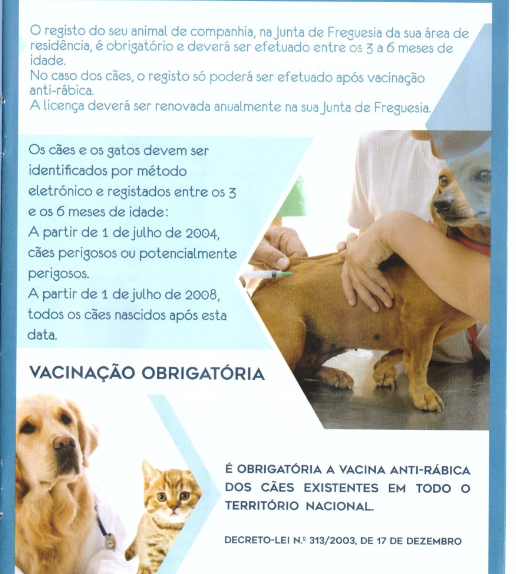 O registo do seu animal de companhia, na Junta de Freguesia da sua área de
residência, é obrigatório e deverá ser efetuado entre os 3 a 6 meses de
idade.
No caso dos cães, o registo só poderá ser efetuado após vacinação
anti-rábica.
A licença deverá ser renovada anualmente na sua Junta de Freguesia.
Os cães e os gatos devem ser
identificados por método
eletrónico e registados entre os 3
e os 6 meses de idade:
A partir de 1 de julho de 2004,
cães perigosos ou potencialmente
perigosos.
A partir de 1 de julho de 2008,
todos os cães nascidos após esta
data.
VACINAÇÃO OBRIGATÓRIA
É OBRIGATÓRIA A VACINA ANTI-RÁBICA
DOS CÃES EXISTENTES EM TODO O
TERRITÓRIO NACIONAL.
DECRETO-LEI N.º 313/2003, DE 17 DE DEZEMBRO